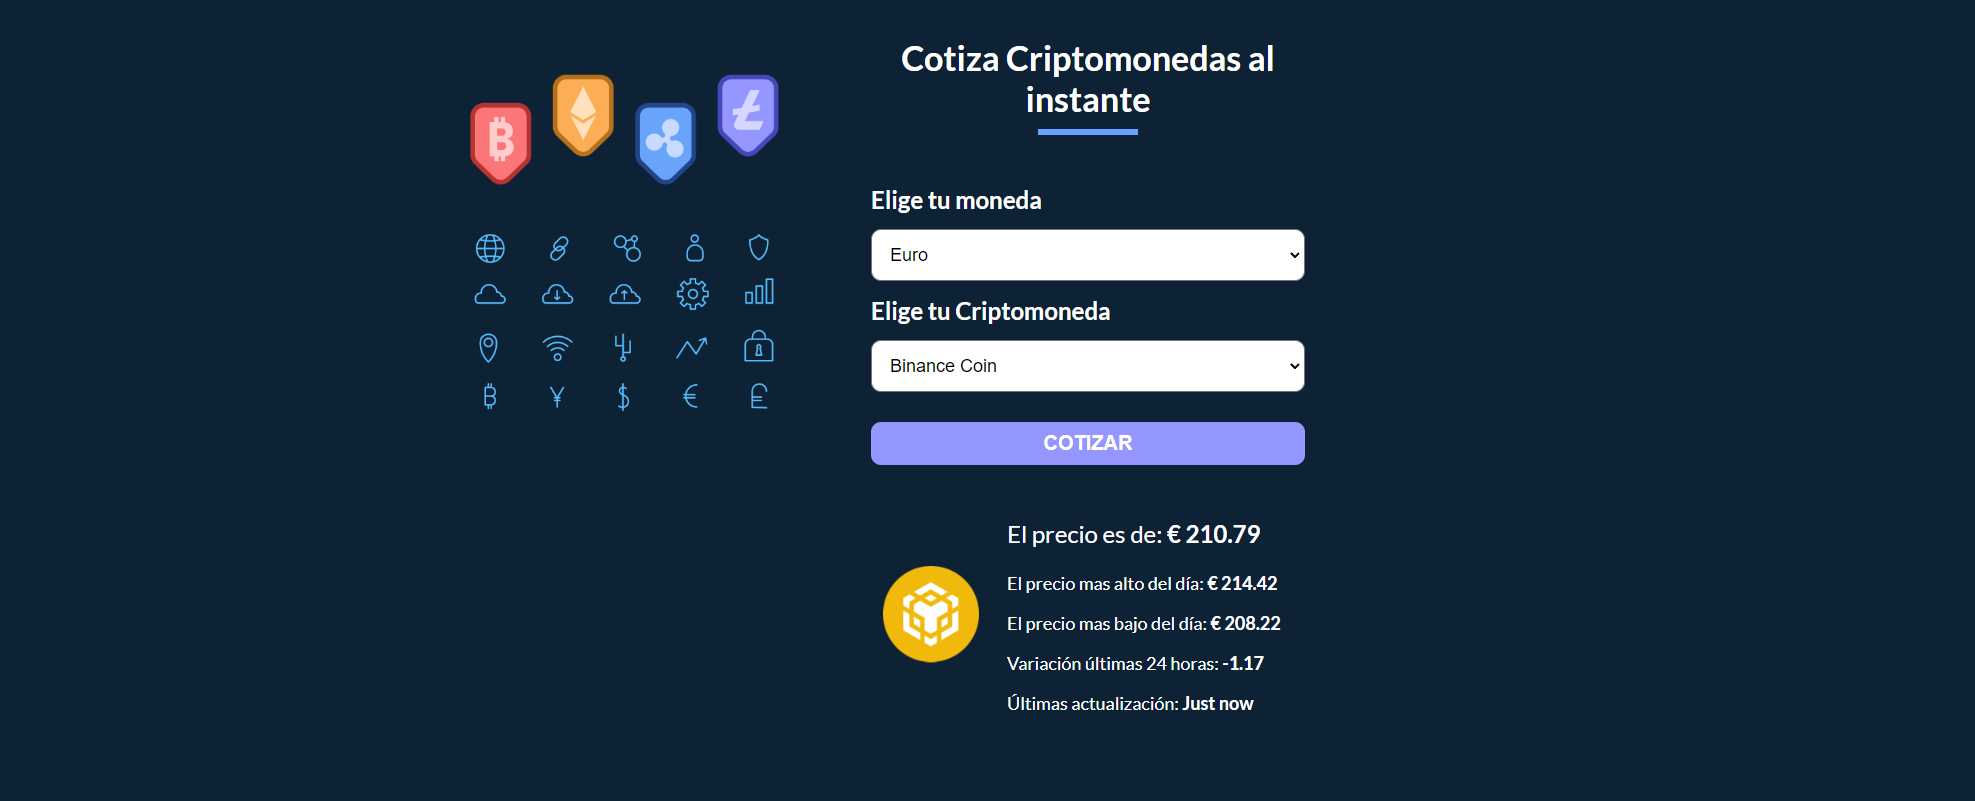 Cotiza Criptomonedas al
instante
Elige tu moneda
Euro
Elige tu Criptomoneda
Binance Coin
COTIZAR
El precio es de: € 210.79
El precio mas alto del día: € 214.42
El precio mas bajo del día: € 208.22
Variación últimas 24 horas: -1.17
Últimas actualización: Just now